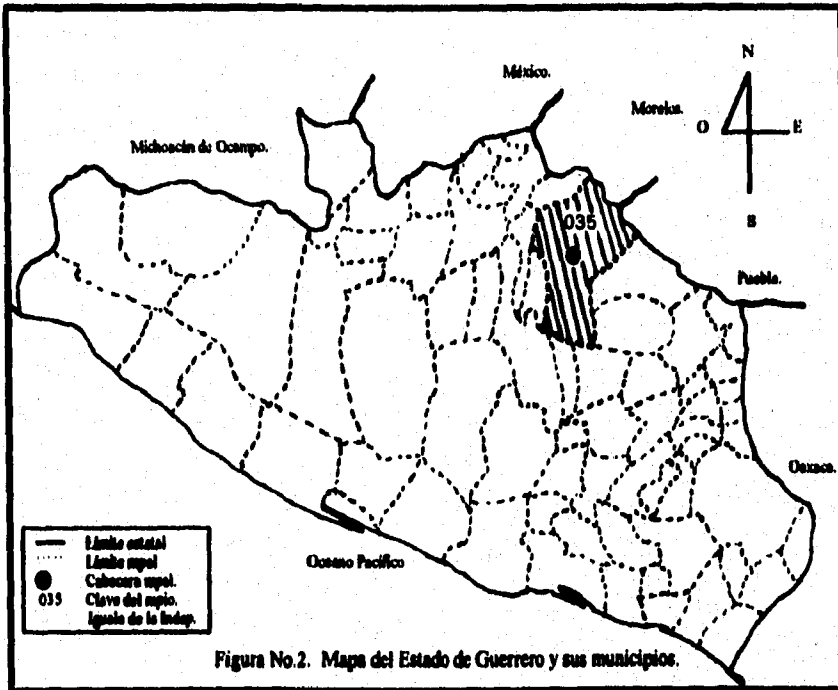 México.
N
Morelos.
Michoacán de Ocampo.
O E
035
S
Puebla.
Oaxaca.
Límite estatal
Límite mpal
Océano Pacífico
Cabecera mpal.
035 Clave del mpio.
Iguala de la Indep.
Figura No.2. Mapa del Estado de Guerrero y sus municipios.